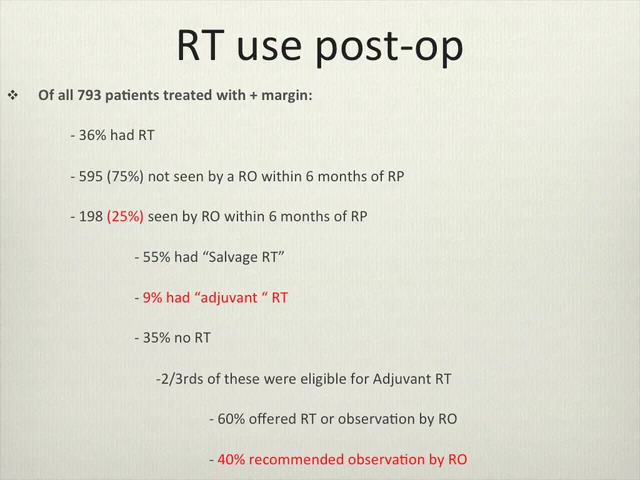 RT use post-op
❖ Of all 793 patients treated with + margin:
- 36% had RT
- 595 (75%) not seen by a RO within 6 months of RP
- 198 (25%) seen by RO within 6 months of RP
- 55% had “Salvage RT”
- 9% had “adjuvant “ RT
- 35% no RT
-2/3rds of these were eligible for Adjuvant RT
- 60% offered RT or observation by RO
- 40% recommended observation by RO